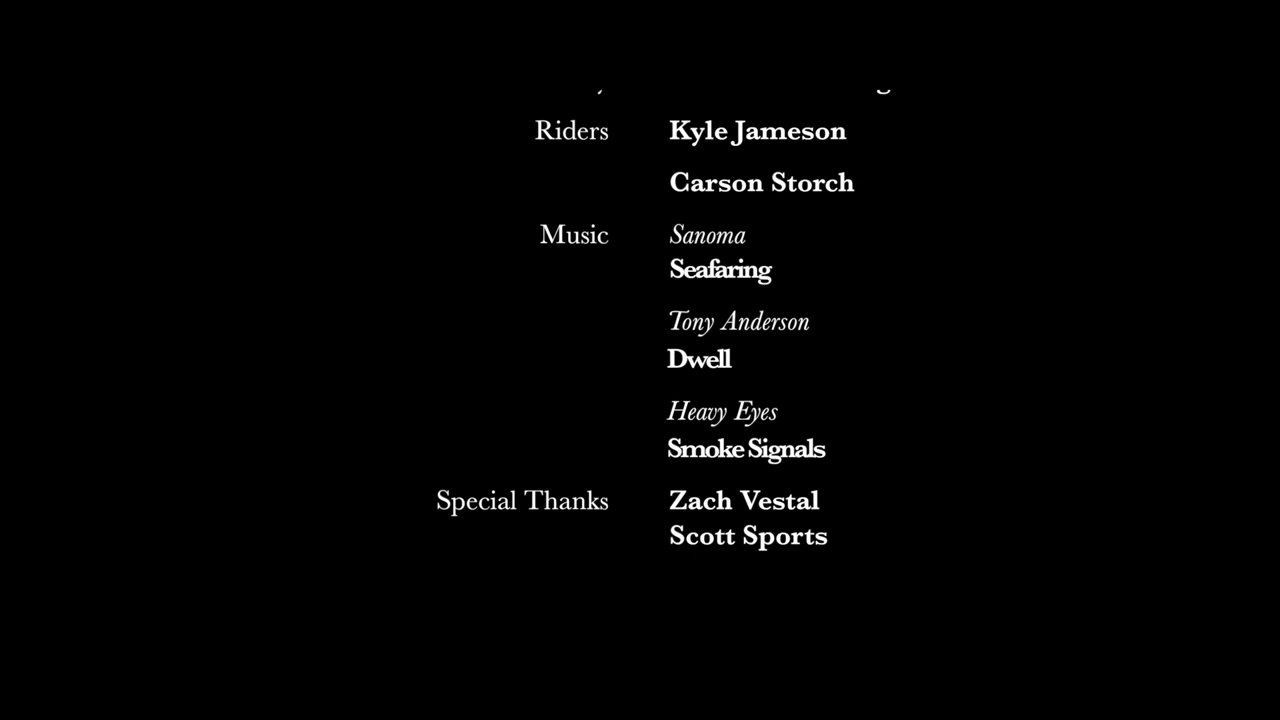 Riders Kyle Jameson
Carson Storch
Music Sanoma
Seafaring
Tony Anderson
Dwell
Heavy Eyes
Smoke Signals
Special Thanks Zach Vestal
Scott Sports